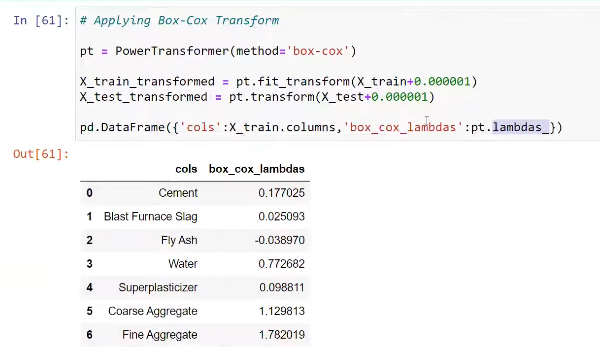 In [61]: # Applying Box-Cox Transform
pt = PowerTransformer(method='box-cox')
X_train_transformed = pt.fit_transform(X_train+0.000001)
X_test_transformed = pt.transform(X_test+0.000001)
pd.DataFrame({'cols':X_train.columns,'box_cox_lambdas':pt.lambdas_})
Out[61]:
cols box_cox_lambdas
0 Cement 0.177025
1 Blast Furnace Slag 0.025093
2 Fly Ash -0.038970
3 Water 0.772682
4 Superplasticizer 0.098811
5 Coarse Aggregate 1.129813
6 Fine Aggregate 1.782019